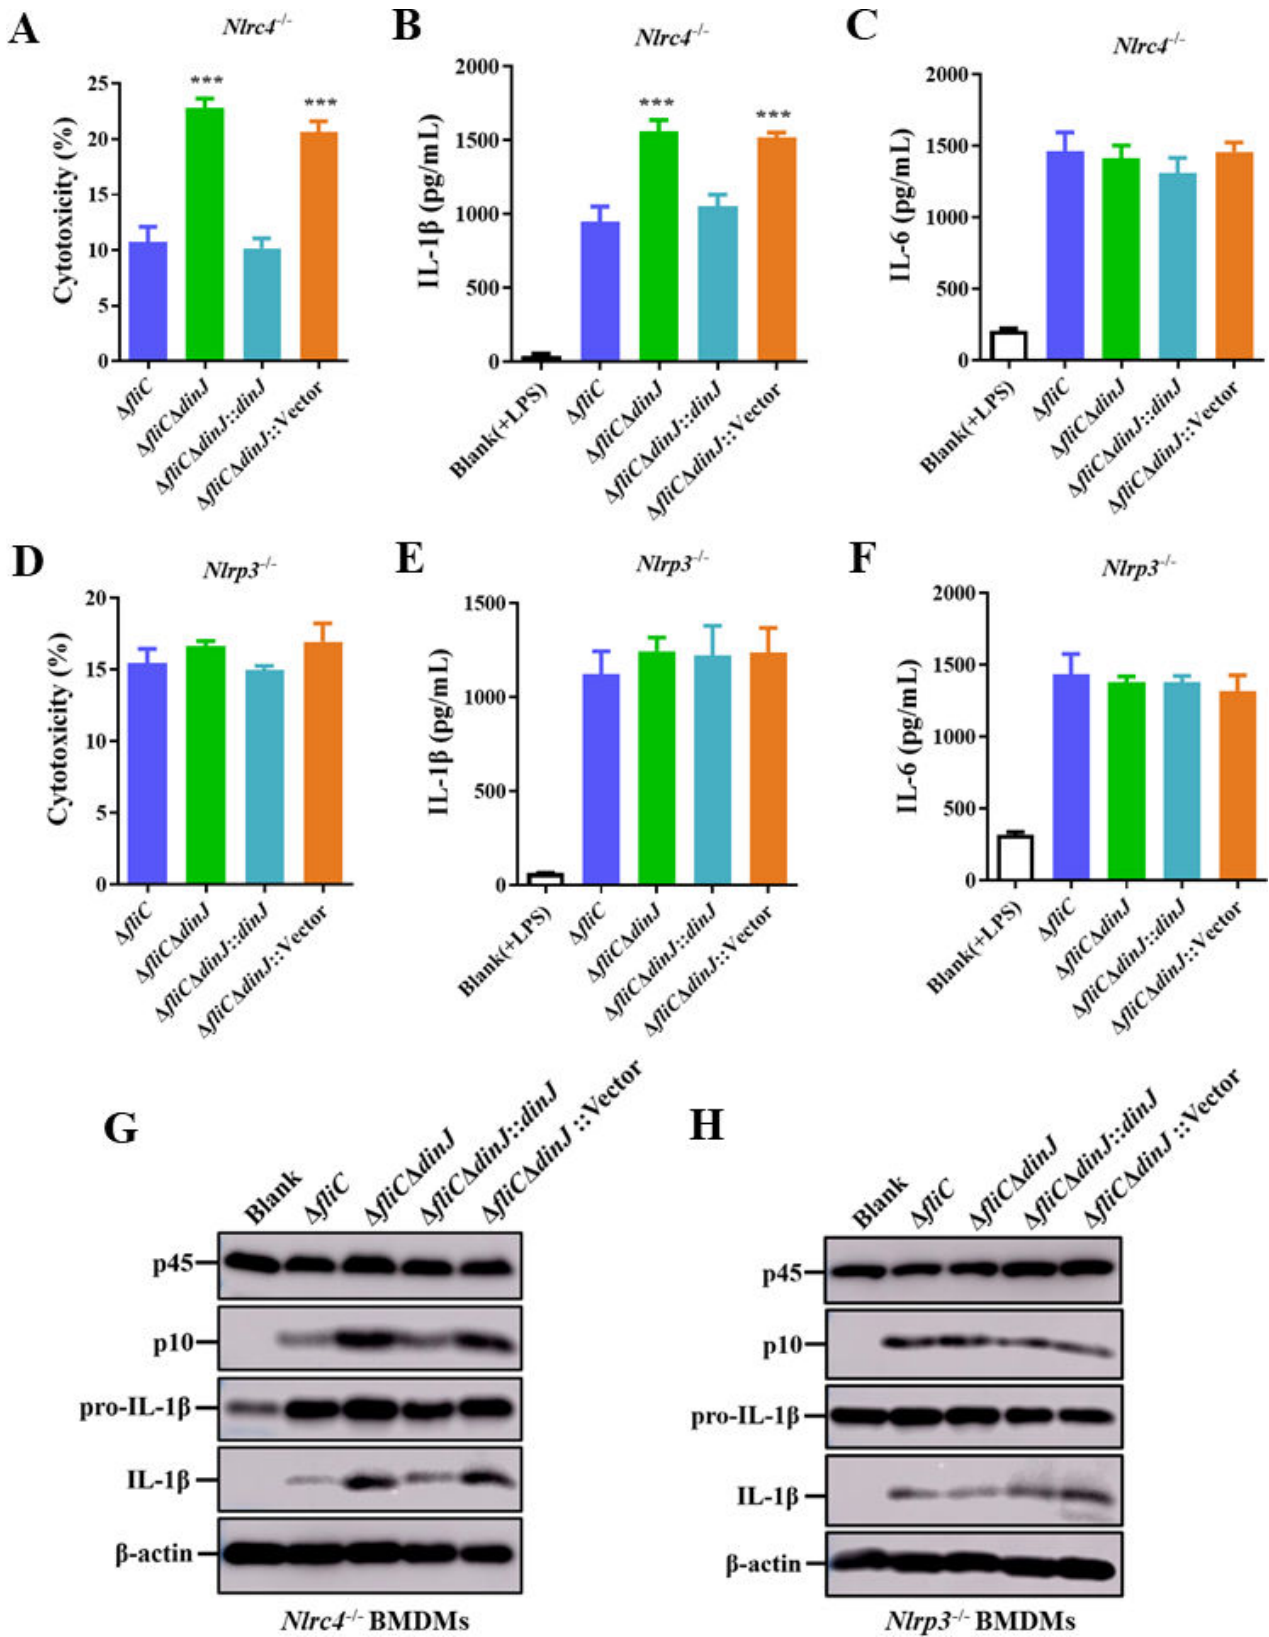 A
Nlrc4-/-
Cytotoxicity (%)
25
20
15
10
5
0
***
***
ΔfliC
ΔfliCΔdinJ
ΔfliCΔdinJ::dinJ
ΔfliCΔdinJ::Vector
B
Nlrc4-/-
IL-1β (pg/mL)
2000
1500
1000
500
0
***
***
Blank(+LPS)
ΔfliC
ΔfliCΔdinJ
ΔfliCΔdinJ::dinJ
ΔfliCΔdinJ::Vector
C
Nlrc4-/-
IL-6 (pg/mL)
2000
1500
1000
500
0
Blank(+LPS)
ΔfliC
ΔfliCΔdinJ
ΔfliCΔdinJ::dinJ
ΔfliCΔdinJ::Vector
D
Nlrp3-/-
Cytotoxicity (%)
20
15
10
5
0
ΔfliC
ΔfliCΔdinJ
ΔfliCΔdinJ::dinJ
ΔfliCΔdinJ::Vector
E
Nlrp3-/-
IL-1β (pg/mL)
1500
1000
500
0
Blank(+LPS)
ΔfliC
ΔfliCΔdinJ
ΔfliCΔdinJ::dinJ
ΔfliCΔdinJ::Vector
F
Nlrp3-/-
IL-6 (pg/mL)
2000
1500
1000
500
0
Blank(+LPS)
ΔfliC
ΔfliCΔdinJ
ΔfliCΔdinJ::dinJ
ΔfliCΔdinJ::Vector
G
Blank
ΔfliC
ΔfliCΔdinJ
ΔfliCΔdinJ::dinJ
ΔfliCΔdinJ ::Vector
p45
p10
pro-IL-1β
IL-1β
β-actin
Nlrc4-/- BMDMs
H
Blank
ΔfliC
ΔfliCΔdinJ
ΔfliCΔdinJ::dinJ
ΔfliCΔdinJ ::Vector
p45
p10
pro-IL-1β
IL-1β
β-actin
Nlrp3-/- BMDMs